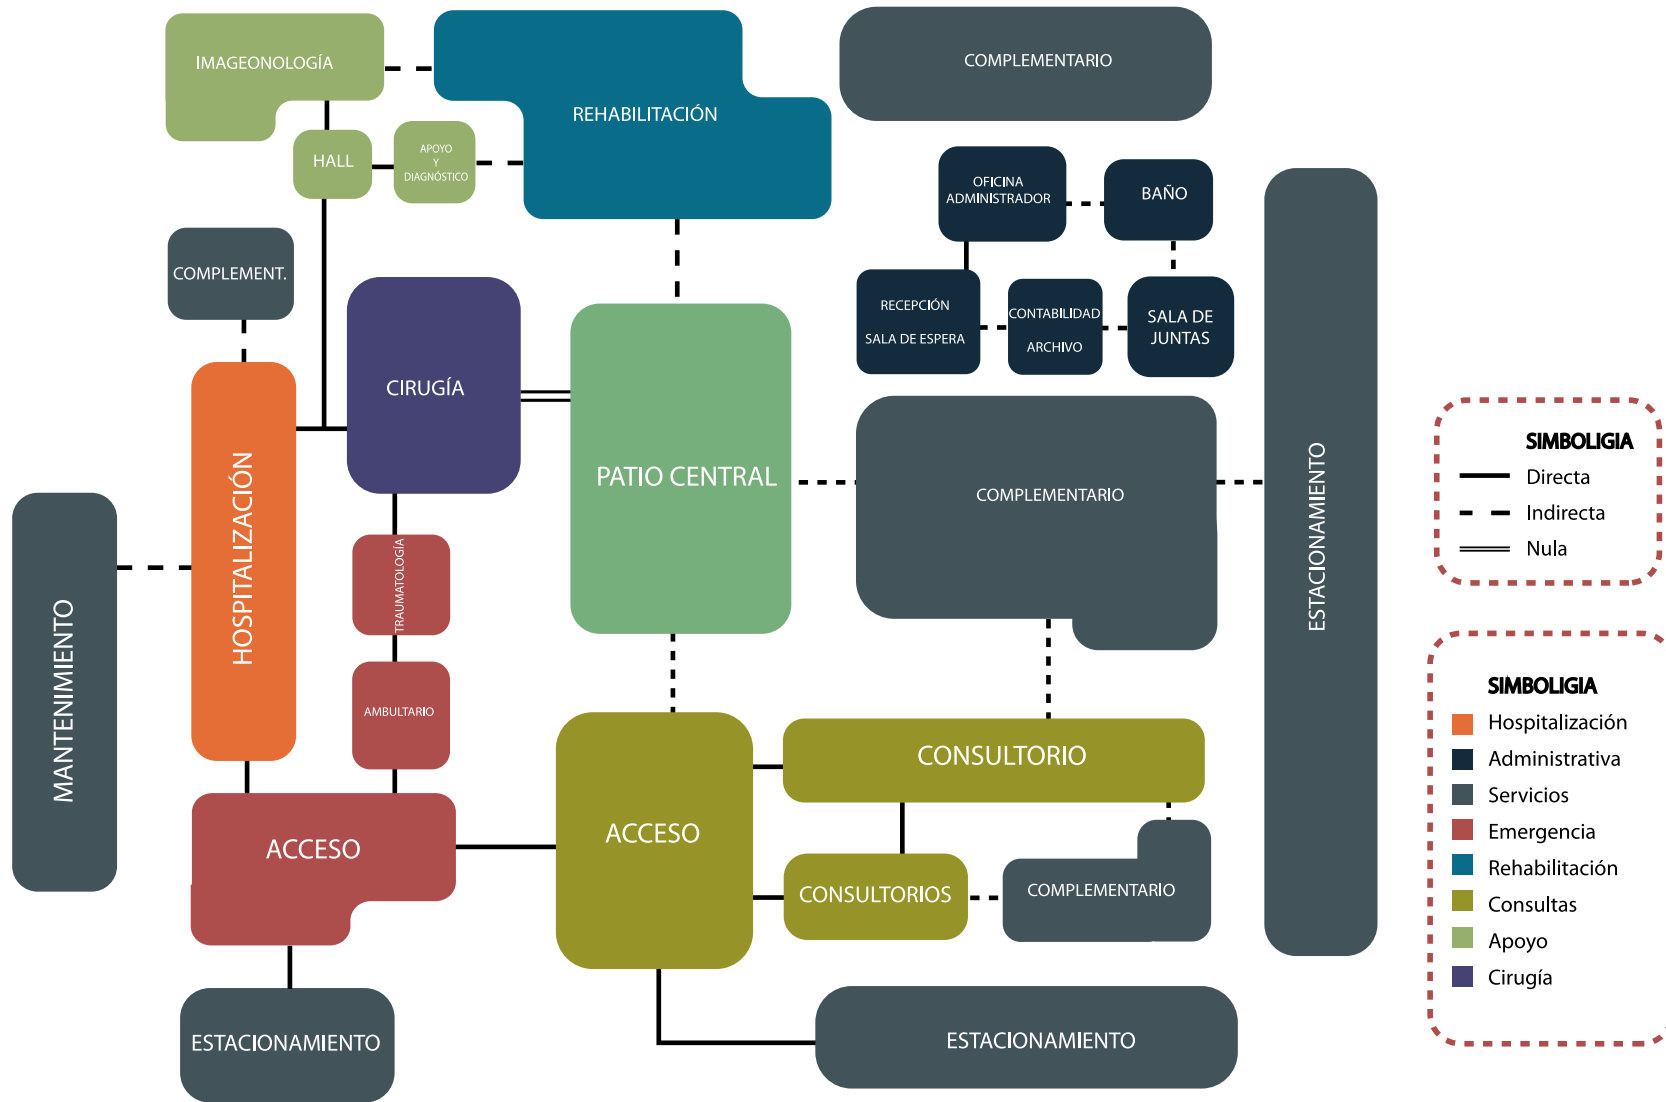 IMAGEONOLOGÍA
REHABILITACIÓN
COMPLEMENTARIO
HALL
APOYO
Y
DIAGNÓSTICO
OFICINA
ADMINISTRADOR
BAÑO
COMPLEMENT.
RECEPCIÓN
SALA DE ESPERA
CONTABILIDAD
ARCHIVO
SALA DE
JUNTAS
CIRUGÍA
PATIO CENTRAL
COMPLEMENTARIO
ESTACIONAMIENTO
HOSPITALIZACIÓN
MANTENIMIENTO
TRAUMATOLOGÍA
AMBULTARIO
ACCESO
ACCESO
CONSULTORIO
CONSULTORIOS
COMPLEMENTARIO
ESTACIONAMIENTO
ESTACIONAMIENTO
SIMBOLIGIA
Directa
Indirecta
Nula
SIMBOLIGIA
Hospitalización
Administrativa
Servicios
Emergencia
Rehabilitación
Consultas
Apoyo
Cirugía